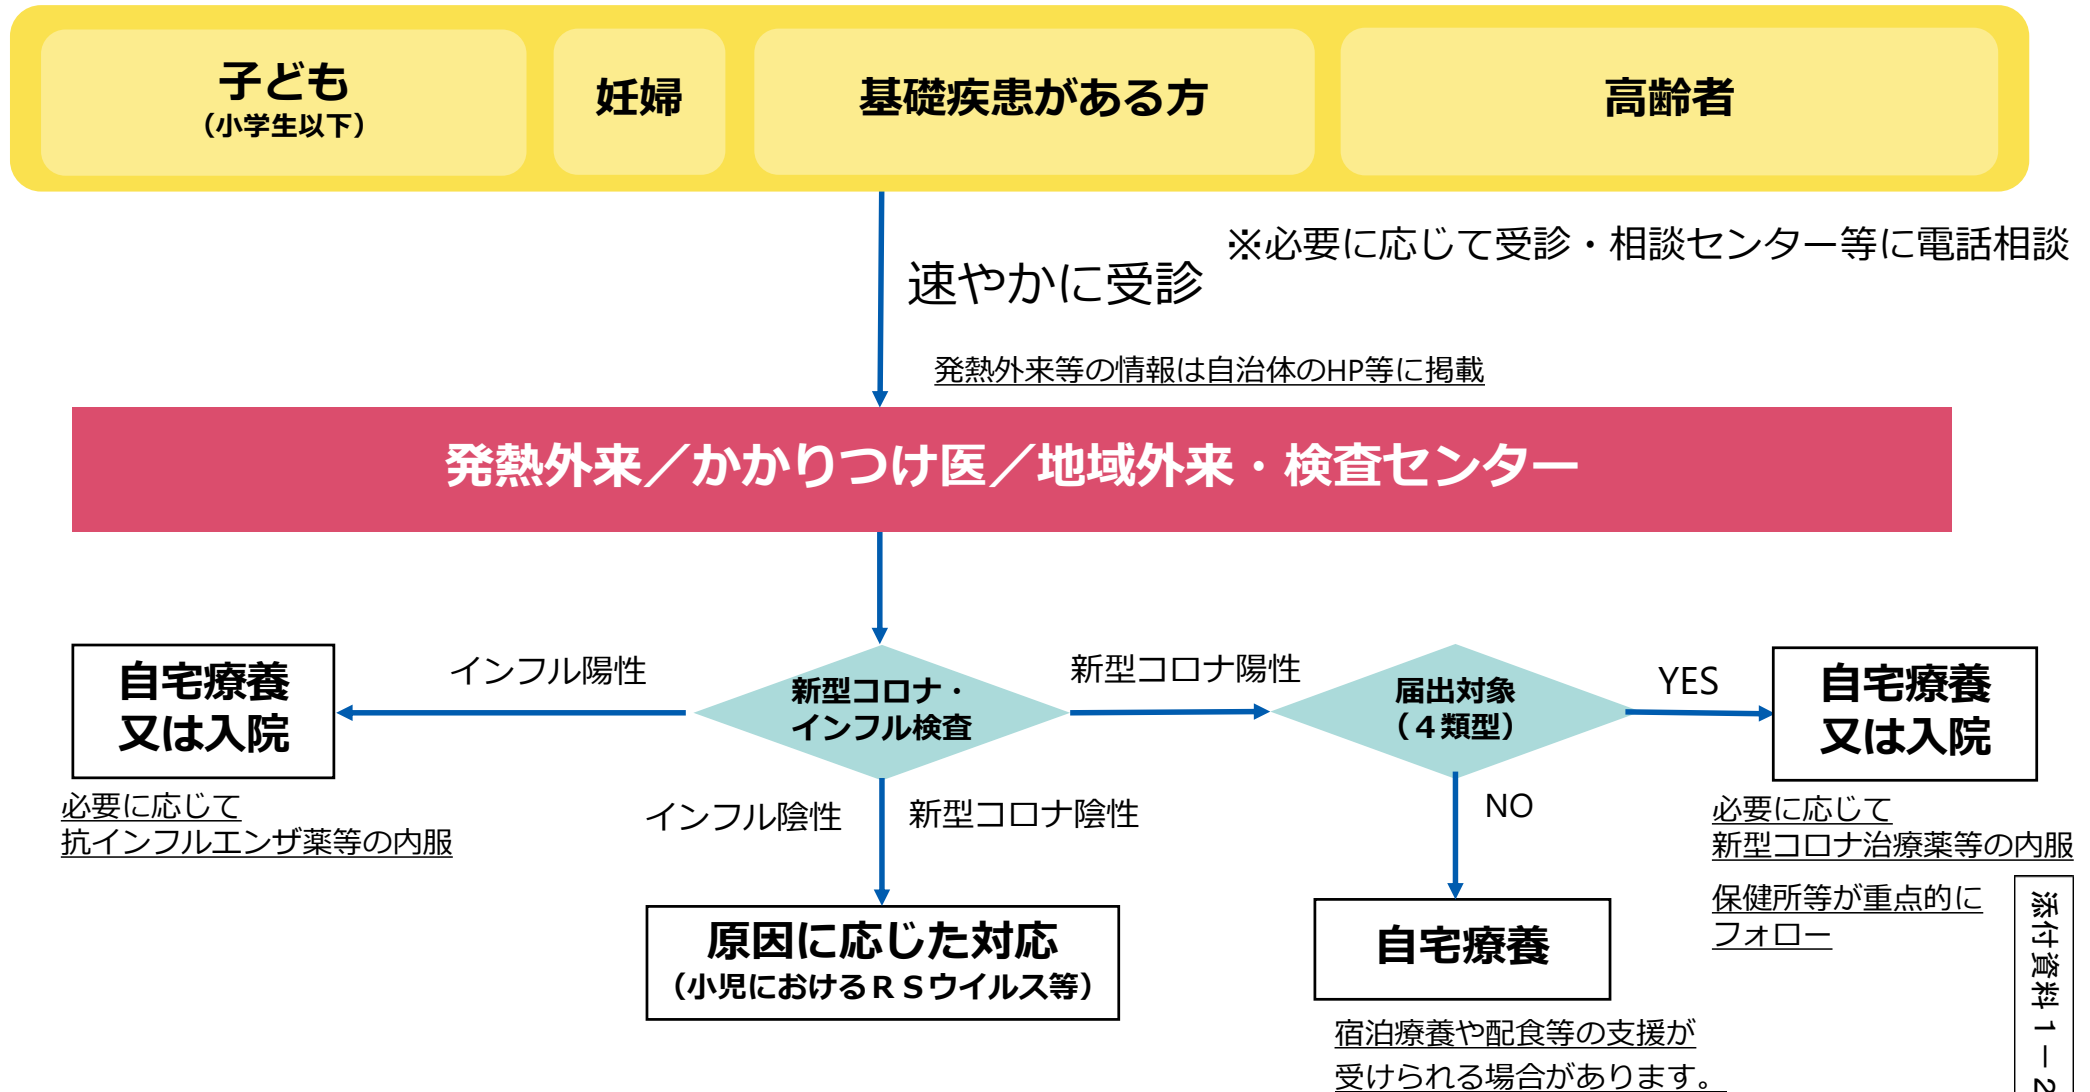 子ども
（小学生以下）
妊婦
基礎疾患がある方
高齢者
※必要に応じて受診・相談センター等に電話相談
速やかに受診
発熱外来等の情報は自治体のHP等に掲載
発熱外来／かかりつけ医／地域外来・検査センター
自宅療養
又は入院
インフル陽性
新型コロナ・
インフル検査
新型コロナ陽性
届出対象
（４類型）
YES
自宅療養
又は入院
必要に応じて
抗インフルエンザ薬等の内服
インフル陰性
新型コロナ陰性
NO
必要に応じて
新型コロナ治療薬等の内服
保健所等が重点的に
フォロー
原因に応じた対応
（小児におけるＲＳウイルス等）
自宅療養
宿泊療養や配食等の支援が
受けられる場合があります。
添付資料１－２